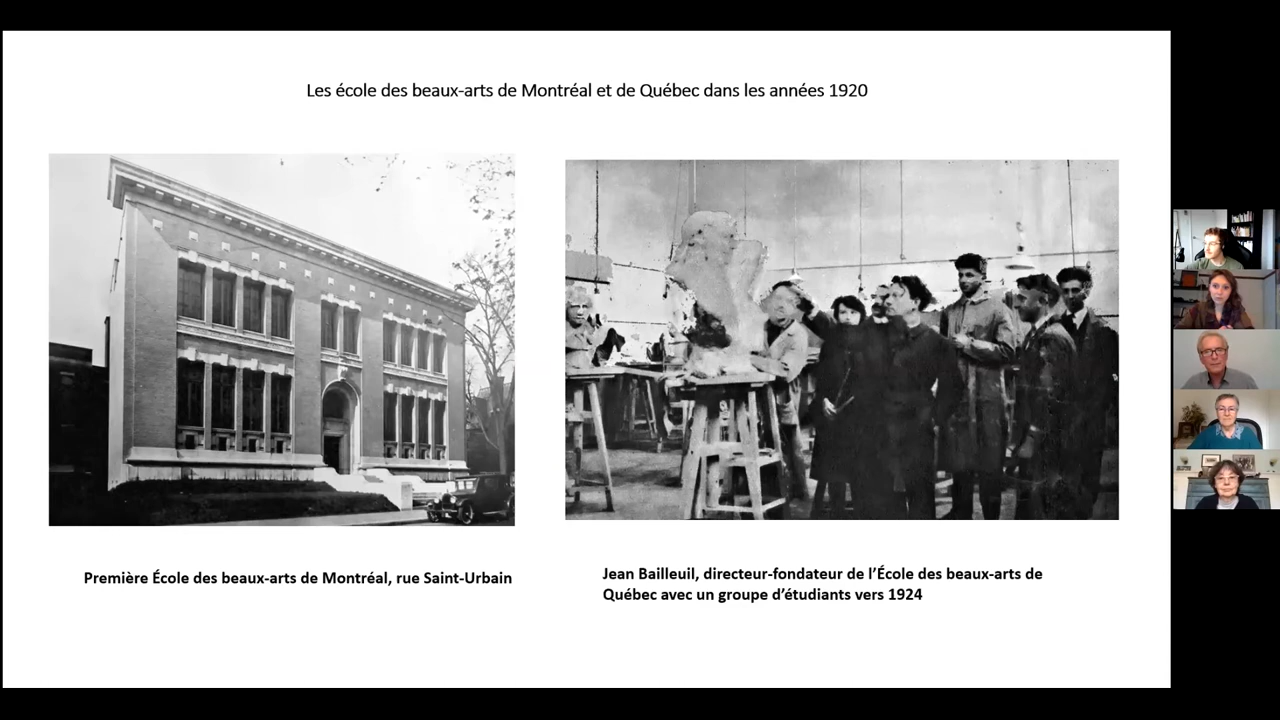 Les école des beaux-arts de Montréal et de Québec dans les années 1920
Première École des beaux-arts de Montréal, rue Saint-Urbain
Jean Bailleuil, directeur-fondateur de l’École des beaux-arts de
Québec avec un groupe d’étudiants vers 1924